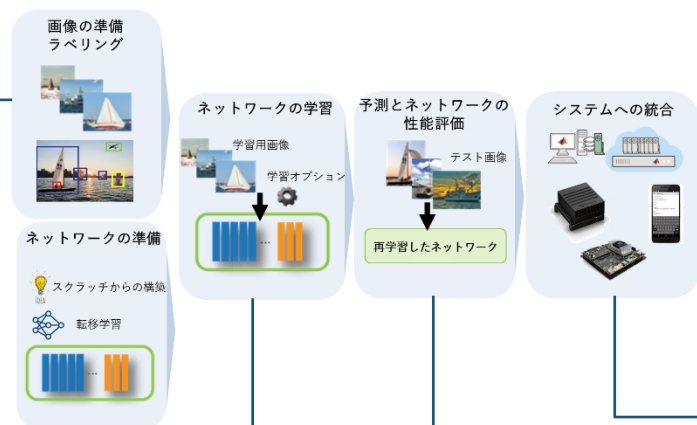 画像の準備
ラベリング
ネットワークの準備
スクラッチからの構築
転移学習
...
ネットワークの学習
学習用画像
学習オプション
...
予測とネットワークの
性能評価
テスト画像
再学習したネットワーク
システムへの統合